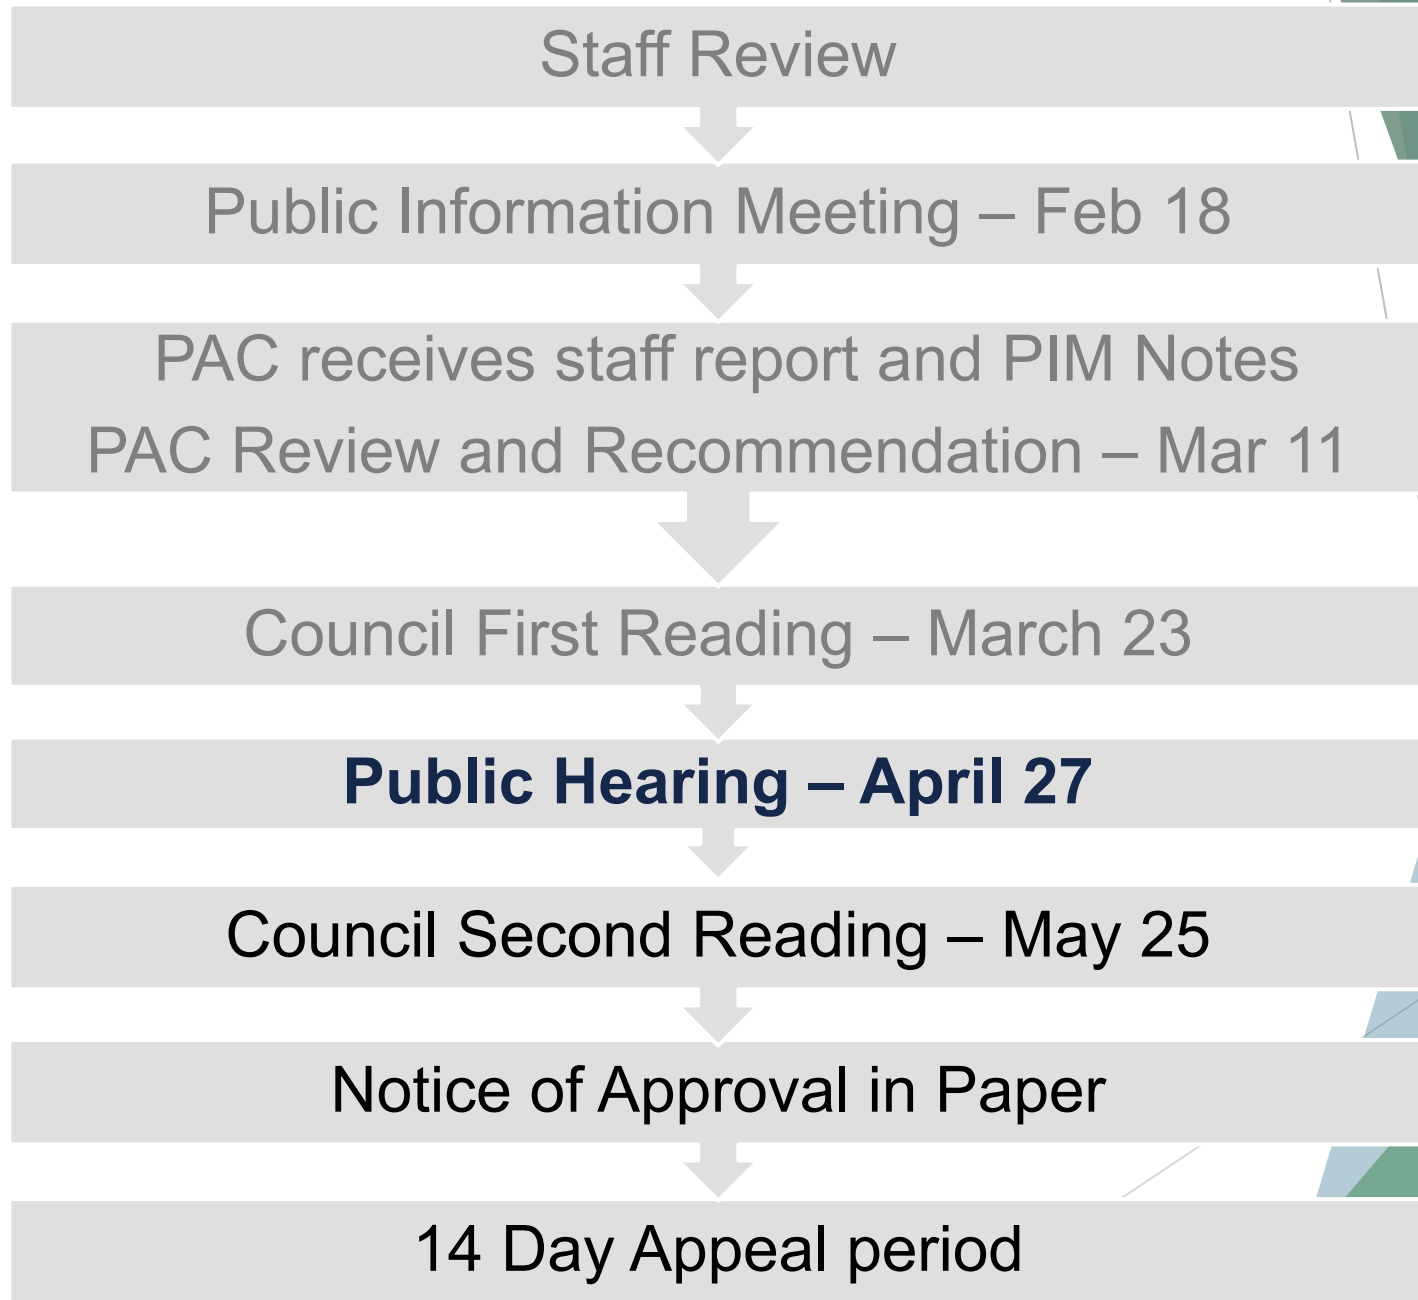 Staff Review
Public Information Meeting – Feb 18
PAC receives staff report and PIM Notes
PAC Review and Recommendation – Mar 11
Council First Reading – March 23
Public Hearing – April 27
Council Second Reading – May 25
Notice of Approval in Paper
14 Day Appeal period